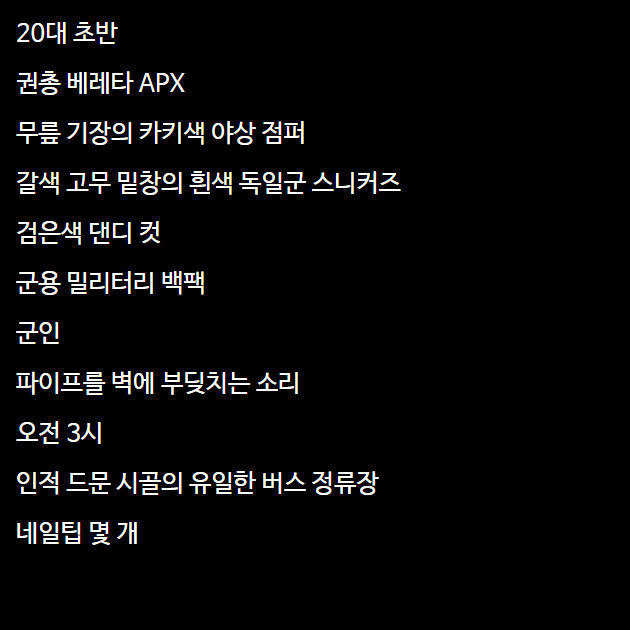 20대 초반
권총 베레타 APX
무릎 기장의 카키색 야상 점퍼
갈색 고무 밑창의 흰색 독일군 스니커즈
검은색 댄디 컷
군용 밀리터리 백팩
군인
파이프를 벽에 부딪치는 소리
오전 3시
인적 드문 시골의 유일한 버스 정류장
네일팁 몇 개